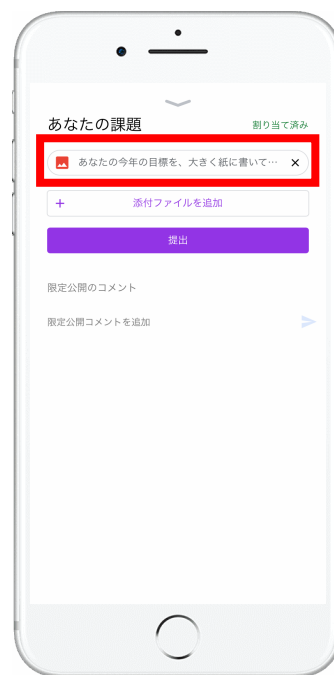 あなたの課題
割り当て済み
あなたの今年の目標を、大きく紙に書いて…
添付ファイルを追加
提出
限定公開のコメント
限定公開コメントを追加